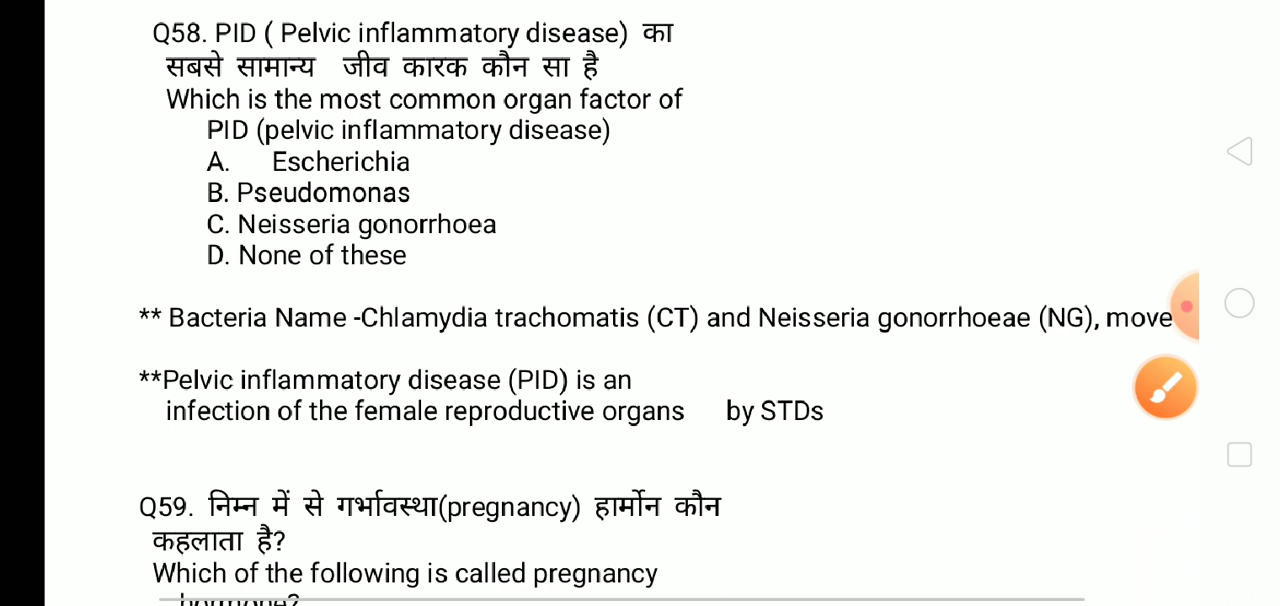 Q58. PID ( Pelvic inflammatory disease) का
सबसे सामान्य जीव कारक कौन सा है
Which is the most common organ factor of
PID (pelvic inflammatory disease)
A. Escherichia
B. Pseudomonas
C. Neisseria gonorrhoea
D. None of these
** Bacteria Name -Chlamydia trachomatis (CT) and Neisseria gonorrhoeae (NG), move
**Pelvic inflammatory disease (PID) is an
infection of the female reproductive organs by STDs
Q59. निम्न में से गर्भावस्था(pregnancy) हार्मोन कौन
कहलाता है?
Which of the following is called pregnancy
hormone?